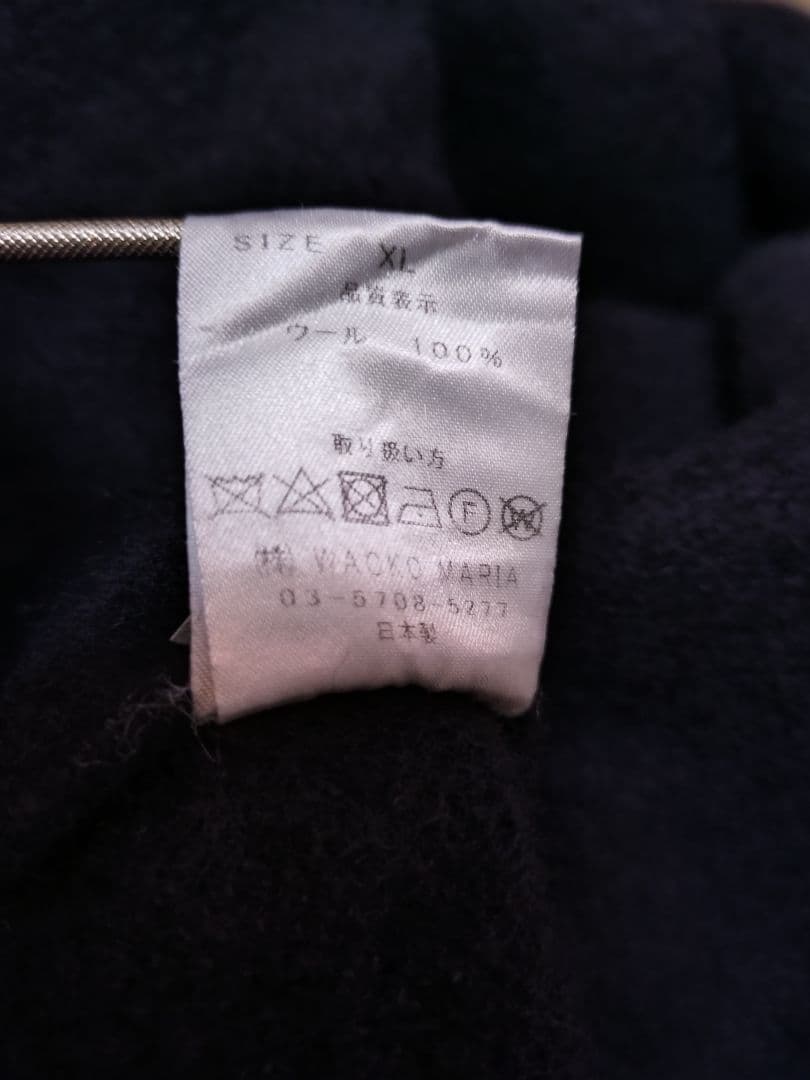 SIZE XL
品質表示
ウール 100%
取り扱い方
F W
㈱ WACKO MARIA
03-5708-5277
日本製